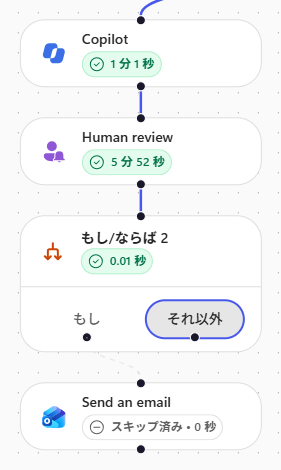 Copilot
1 分 1 秒
Human review
5 分 52 秒
もし/ならば 2
0.01 秒
もし
それ以外
Send an email
スキップ済み • 0 秒